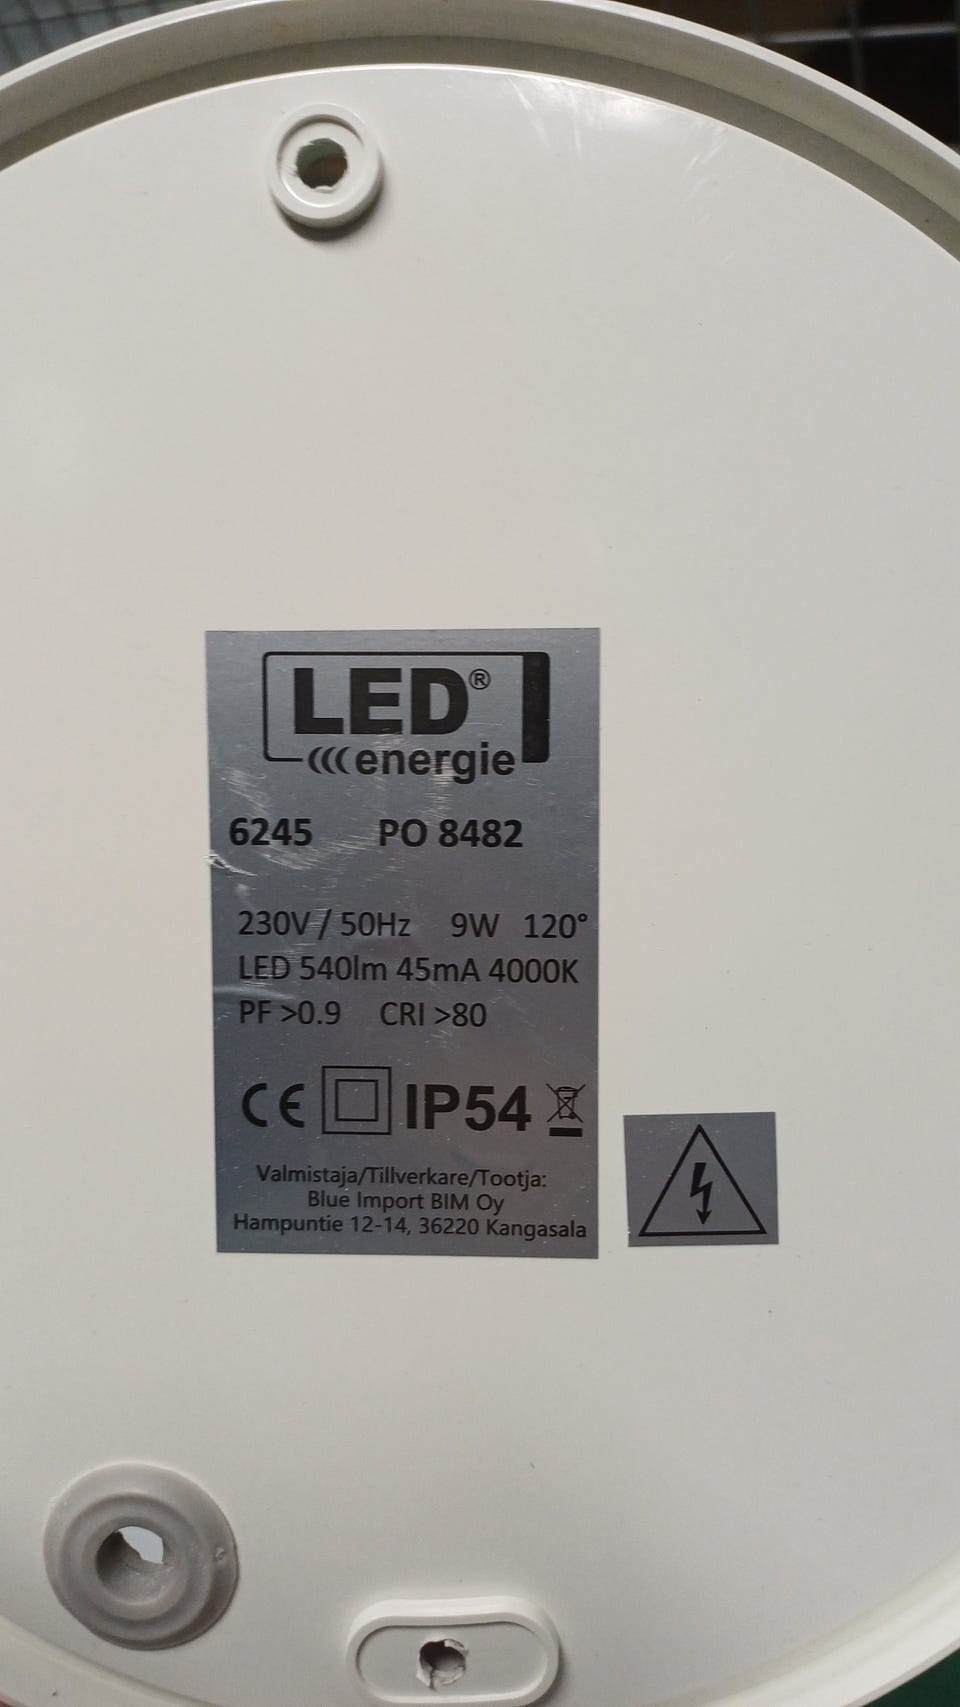 LED®
energie
6245 PO 8482
230V / 50Hz 9W 120°
LED 540lm 45mA 4000K
PF >0.9 CRI >80
CE IP54
Valmistaja/Tillverkare/Tootja:
Blue Import BIM Oy
Hampuntie 12-14, 36220 Kangasala